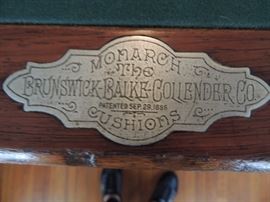 MONARCH
THE
BRUNSWICK-BALKE-COLLENDER CO.
PATENTED SEP. 29, 1885
CUSHIONS